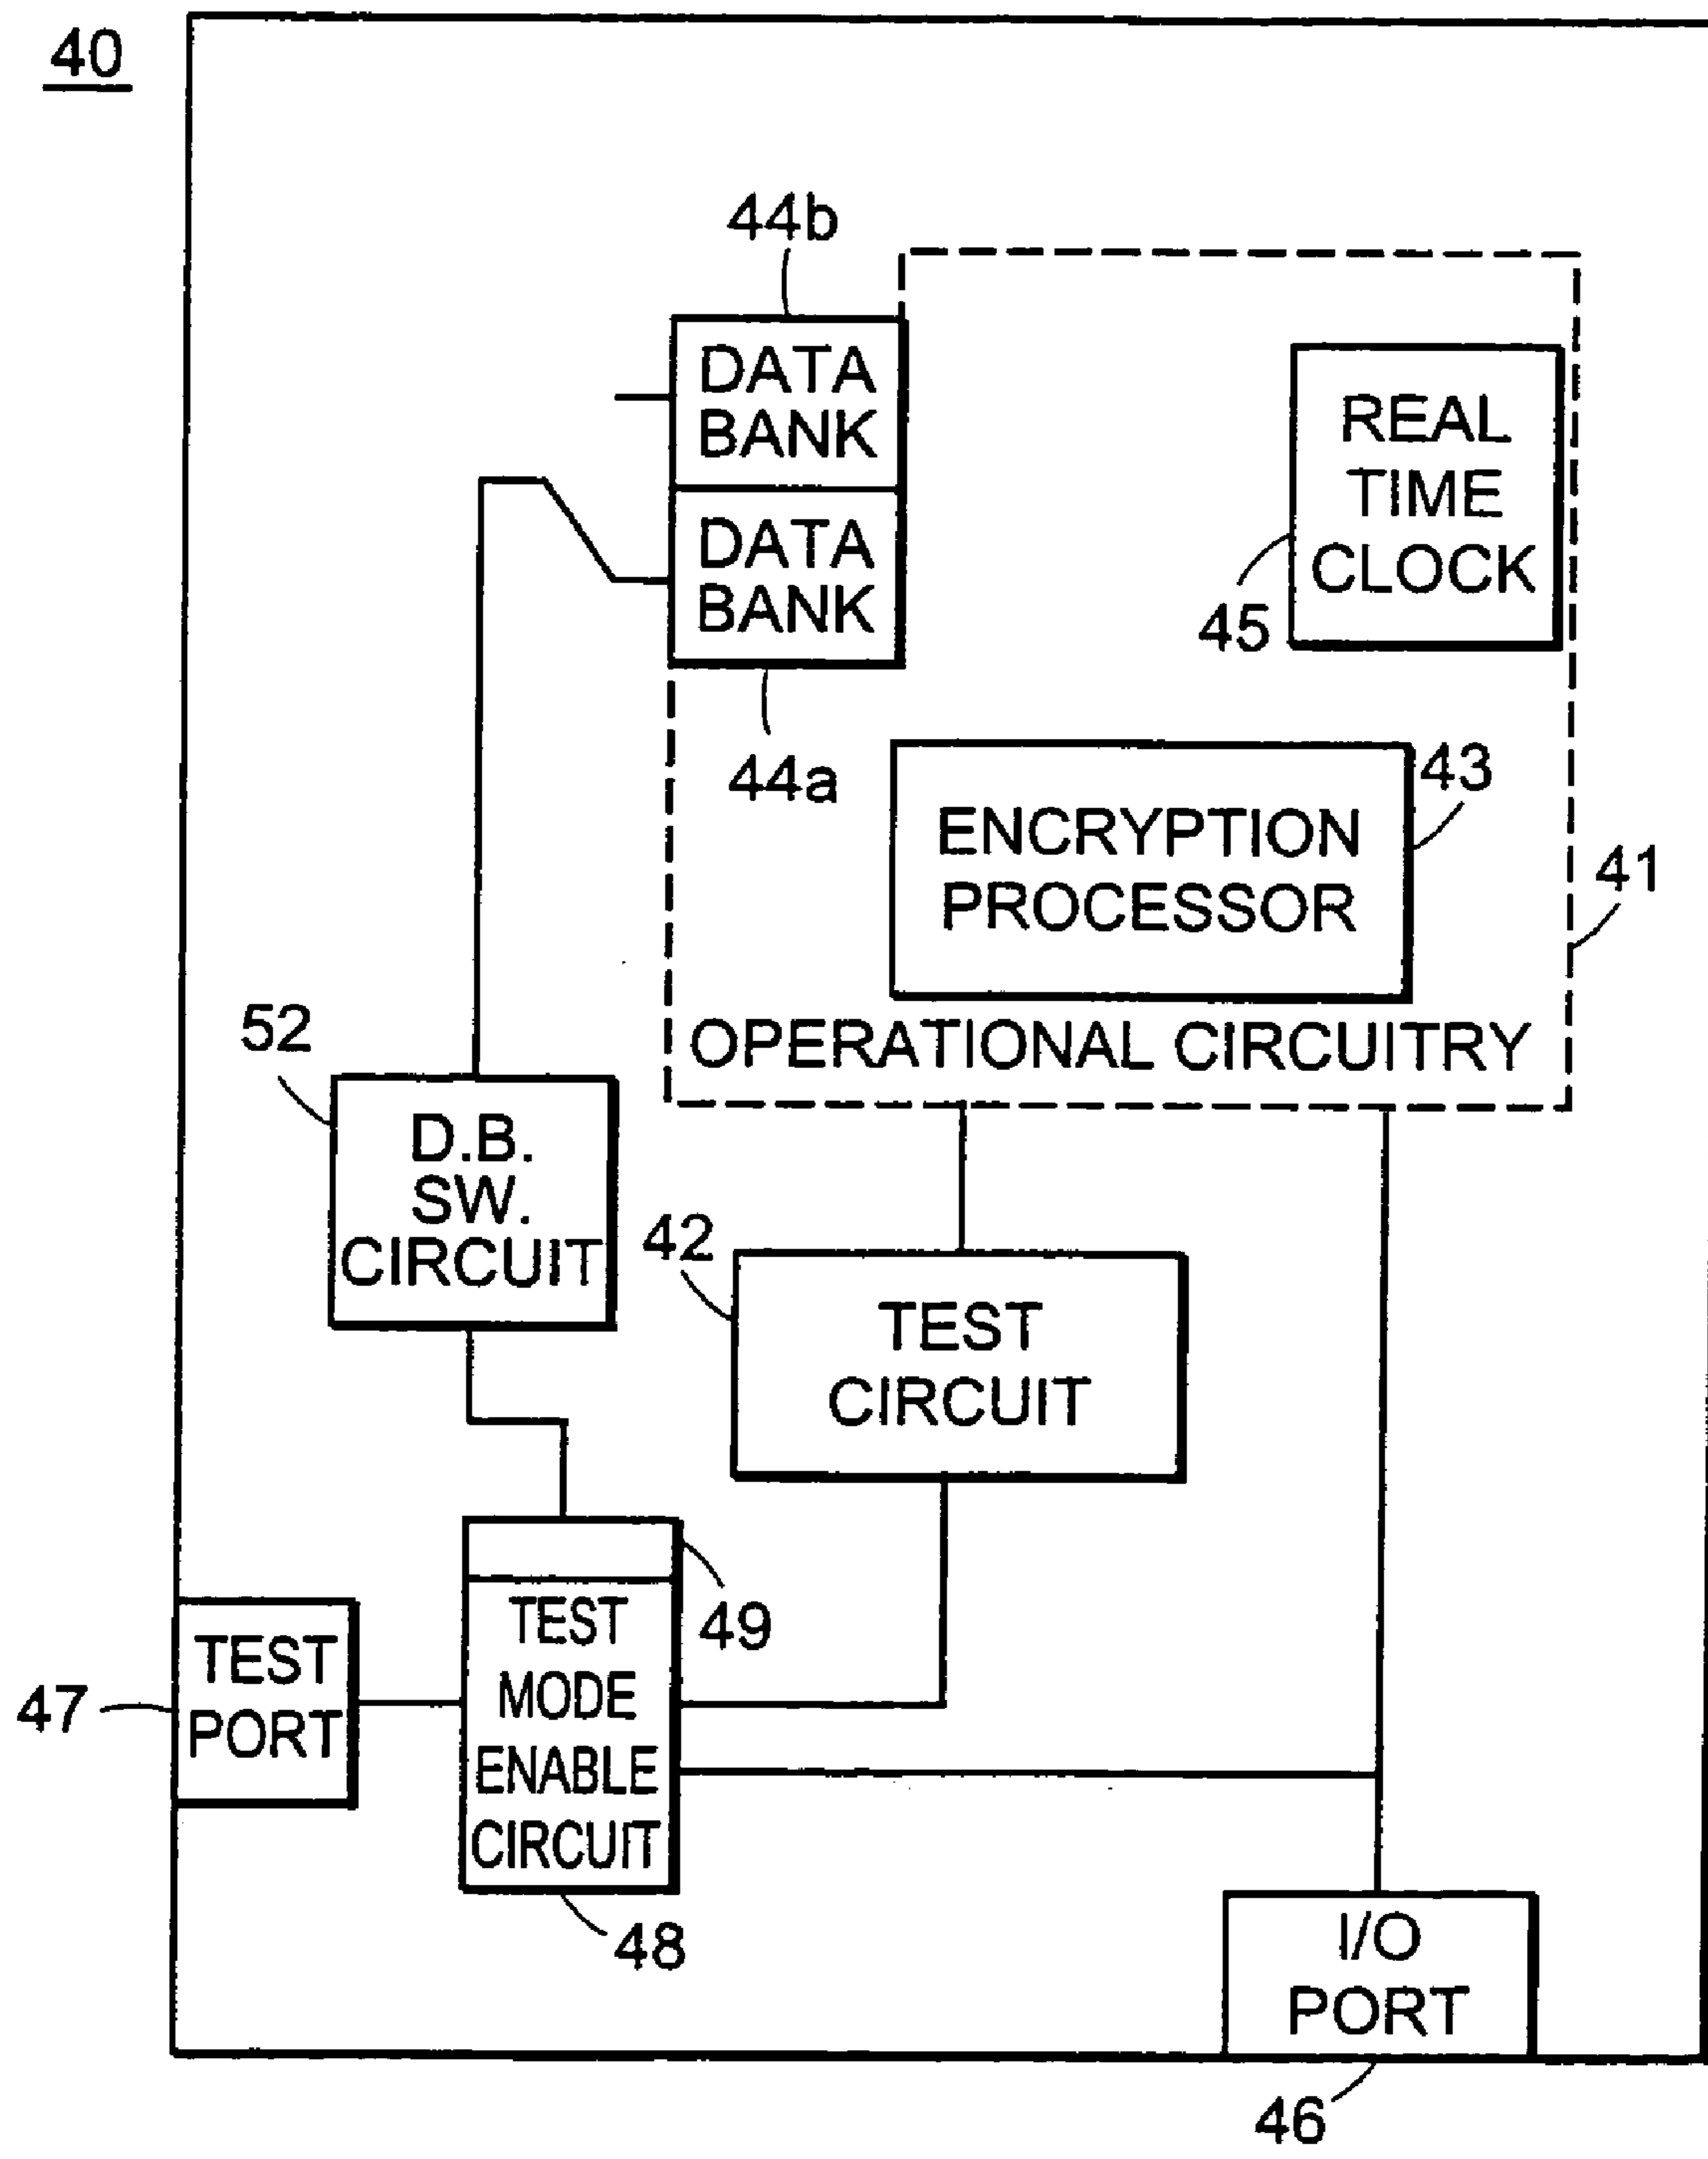 40
44b
DATA
BANK
DATA
BANK
44a
REAL
TIME
CLOCK
45
ENCRYPTION
PROCESSOR
43
41
OPERATIONAL CIRCUITRY
52
D.B.
SW.
CIRCUIT
42
TEST
CIRCUIT
49
TEST
MODE
ENABLE
CIRCUIT
48
TEST
PORT
47
I/O
PORT
46